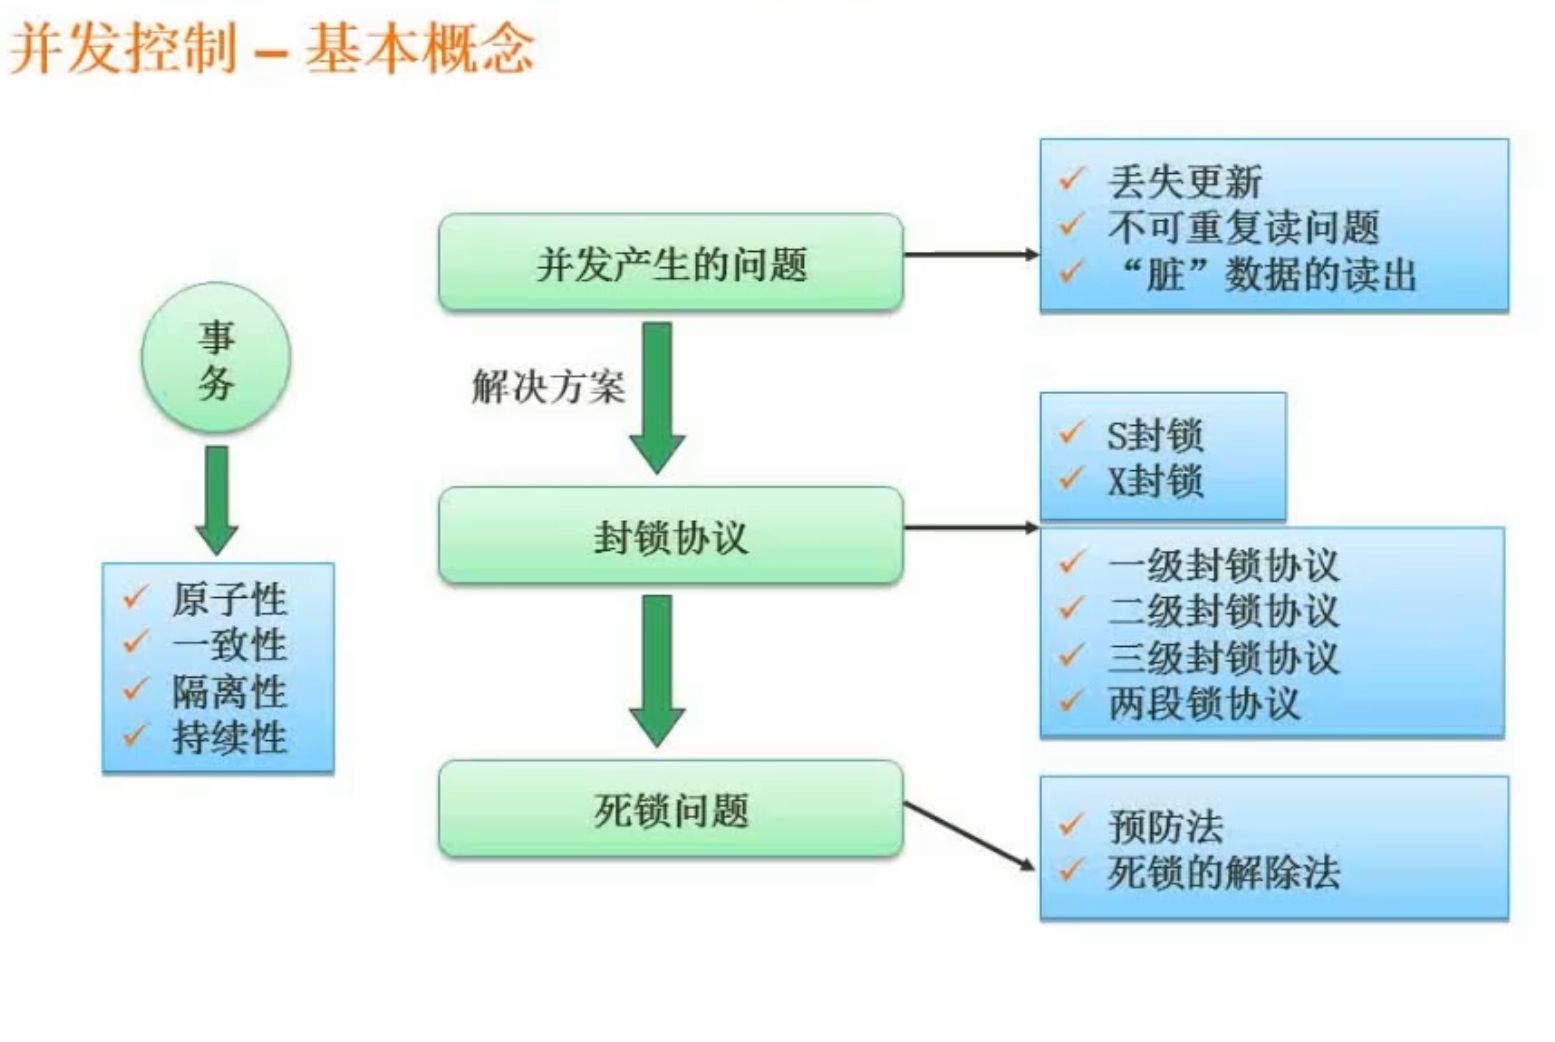 并发控制 – 基本概念
事
务
原子性
一致性
隔离性
持续性
并发产生的问题
丢失更新
不可重复读问题
“脏”数据的读出
解决方案
封锁协议
S封锁
X封锁
一级封锁协议
二级封锁协议
三级封锁协议
两段锁协议
死锁问题
预防法
死锁的解除法